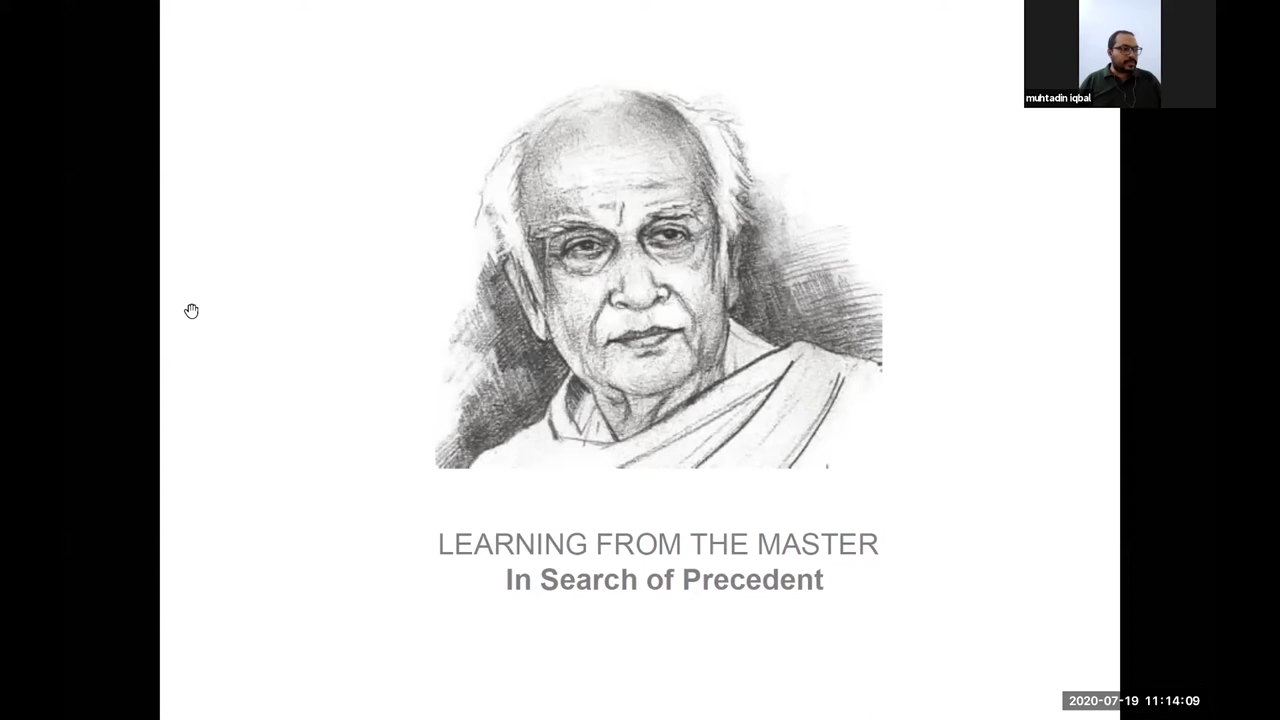 muhtadin iqbal
LEARNING FROM THE MASTER
In Search of Precedent
2020-07-19 11:14:09